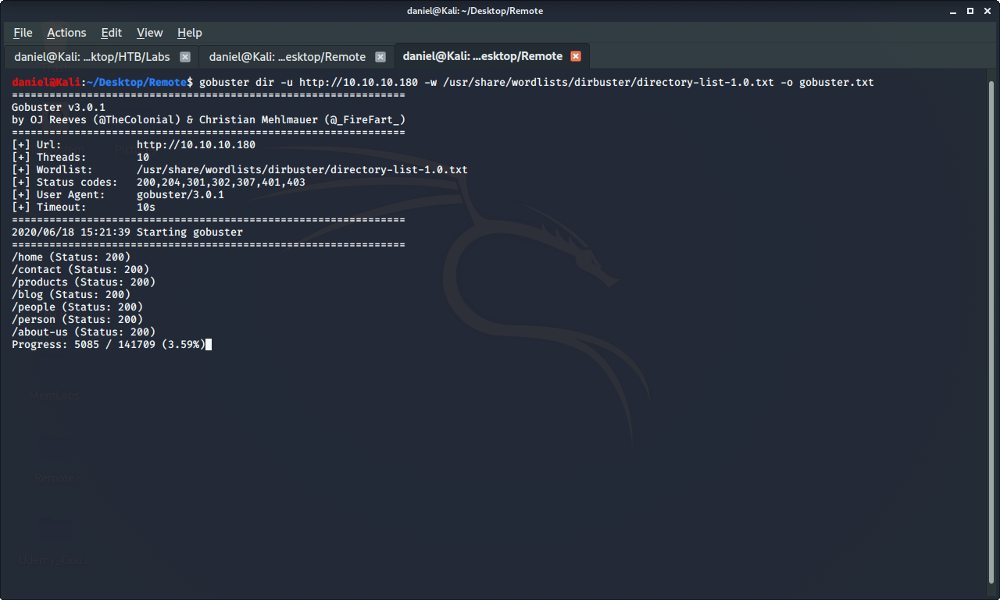 daniel@Kali: ~/Desktop/Remote
File Actions Edit View Help
daniel@Kali: ...ktop/HTB/Labs daniel@Kali: ...esktop/Remote daniel@Kali: ...esktop/Remote
daniel@Kali:~/Desktop/Remote$ gobuster dir -u http://10.10.10.180 -w /usr/share/wordlists/dirbuster/directory-list-1.0.txt -o gobuster.txt
===============================================================
Gobuster v3.0.1
by OJ Reeves (@TheColonial) & Christian Mehlmauer (@_FireFart_)
===============================================================
[+] Url:            http://10.10.10.180
[+] Threads:        10
[+] Wordlist:       /usr/share/wordlists/dirbuster/directory-list-1.0.txt
[+] Status codes:   200,204,301,302,307,401,403
[+] User Agent:     gobuster/3.0.1
[+] Timeout:        10s
===============================================================
2020/06/18 15:21:39 Starting gobuster
===============================================================
/home (Status: 200)
/contact (Status: 200)
/products (Status: 200)
/blog (Status: 200)
/people (Status: 200)
/person (Status: 200)
/about-us (Status: 200)
Progress: 5085 / 141709 (3.59%)
MemLabs
Remote
Udemy_Cou...